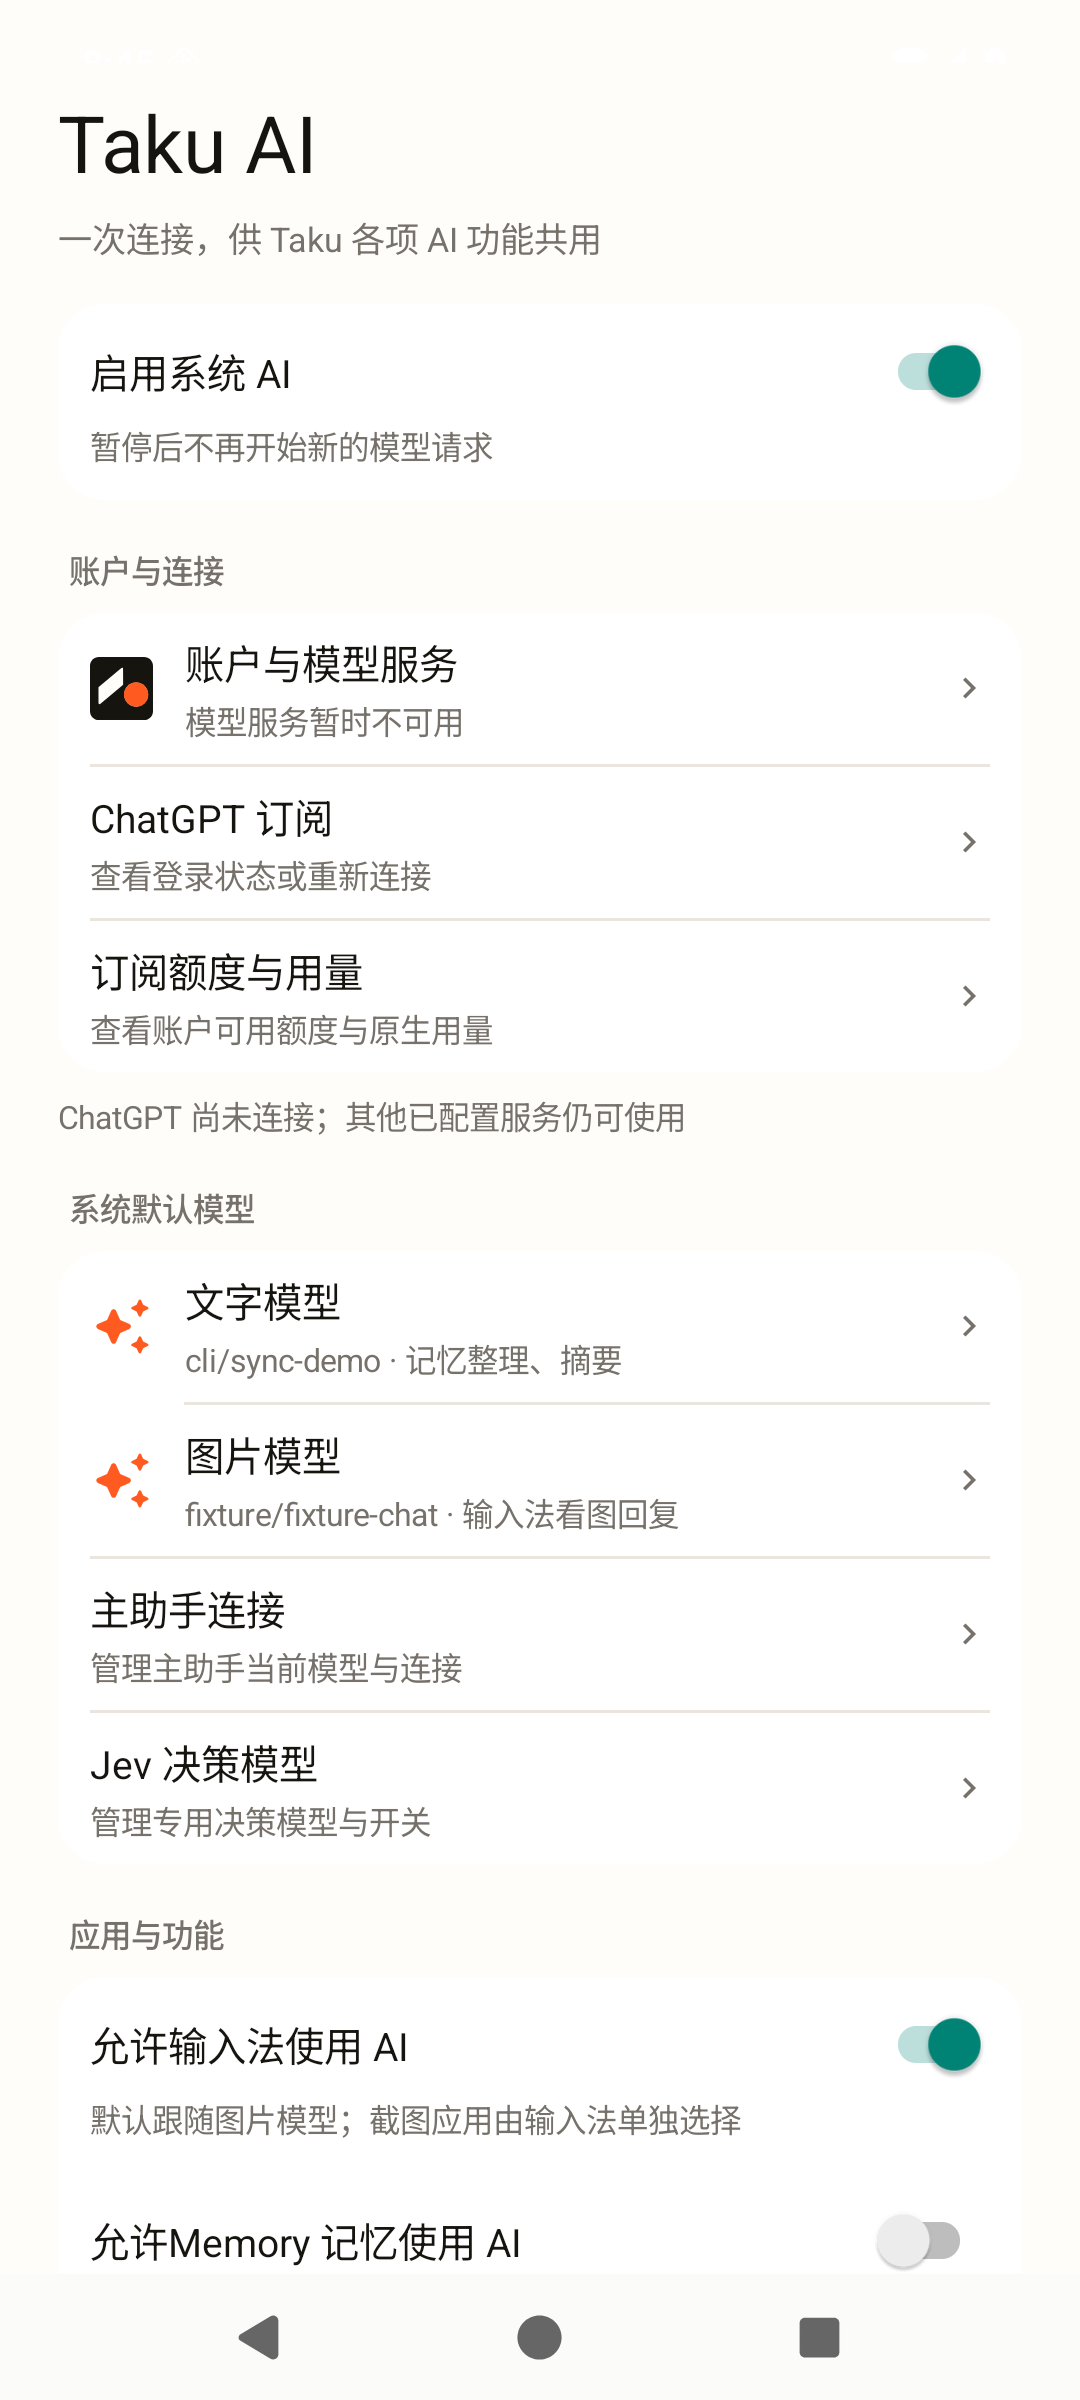 Taku AI
一次连接，供 Taku 各项 AI 功能共用
启用系统 AI
暂停后不再开始新的模型请求
账户与连接
账户与模型服务
模型服务暂时不可用
ChatGPT 订阅
查看登录状态或重新连接
订阅额度与用量
查看账户可用额度与原生用量
ChatGPT 尚未连接；其他已配置服务仍可使用
系统默认模型
文字模型
cli/sync-demo · 记忆整理、摘要
图片模型
fixture/fixture-chat · 输入法看图回复
主助手连接
管理主助手当前模型与连接
Jev 决策模型
管理专用决策模型与开关
应用与功能
允许输入法使用 AI
默认跟随图片模型；截图应用由输入法单独选择
允许Memory 记忆使用 AI